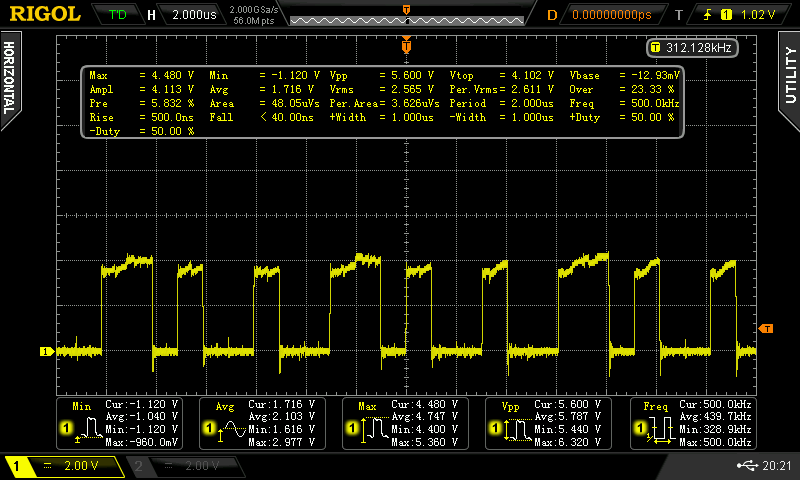 RIGOL T'D H 2.000us 2.000GSa/s 56.0M pts D 0.00000000ps T 1 1.02 V
HORIZONTAL
UTILITY
T 312.128kHz
T
Max = 4.480 V Min = -1.120 V Vpp = 5.600 V Vtop = 4.102 V Vbase = -12.93mV
Ampl = 4.113 V Avg = 1.716 V Vrms = 2.565 V Per.Vrms= 2.611 V Over = 23.33 %
Pre = 5.832 % Area = 48.05uVs Per.Area= 3.626uVs Period = 2.000us Freq = 500.0kHz
Rise = 500.0ns Fall < 40.00ns +Width = 1.000us -Width = 1.000us +Duty = 50.00 %
-Duty = 50.00 %
T
1
Min Cur:-1.120 V
Avg:-1.040 V
1 Min:-1.120 V
Max:-960.0mV
Avg Cur:1.716 V
Avg:2.103 V
1 Min:1.616 V
Max:2.977 V
Max Cur:4.480 V
Avg:4.747 V
1 Min:4.400 V
Max:5.360 V
Vpp Cur:5.600 V
Avg:5.787 V
1 Min:5.440 V
Max:6.320 V
Freq Cur:500.0kHz
Avg:439.7kHz
1 Min:328.9kHz
Max:500.0kHz
1 2.00 V 2 2.00 V 20:21